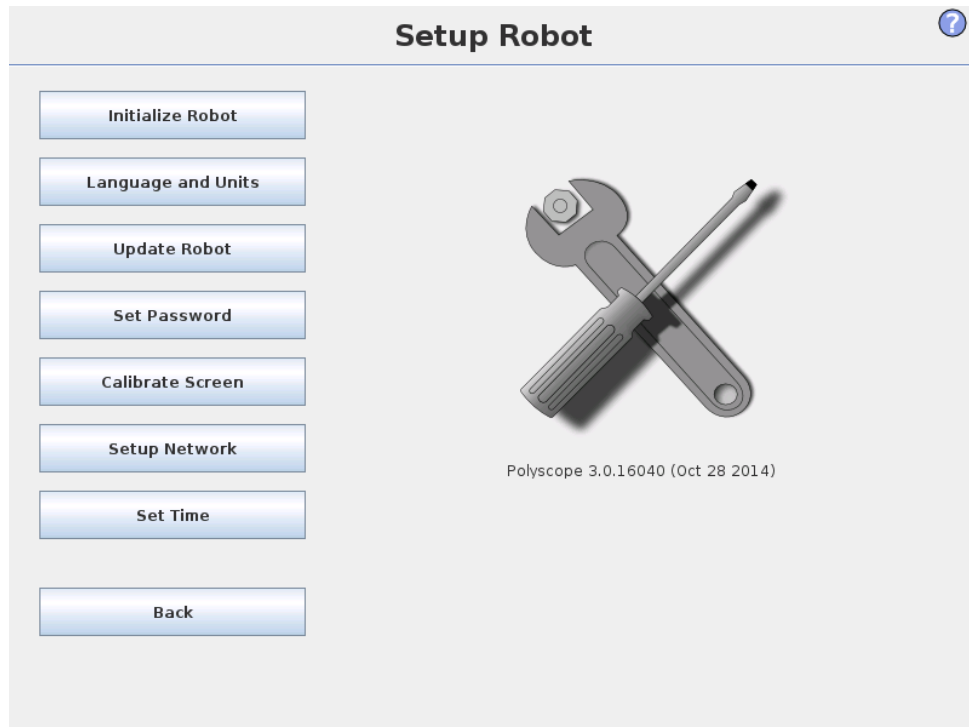 Setup Robot
?
Initialize Robot
Language and Units
Update Robot
Set Password
Calibrate Screen
Setup Network
Set Time
Back
Polyscope 3.0.16040 (Oct 28 2014)